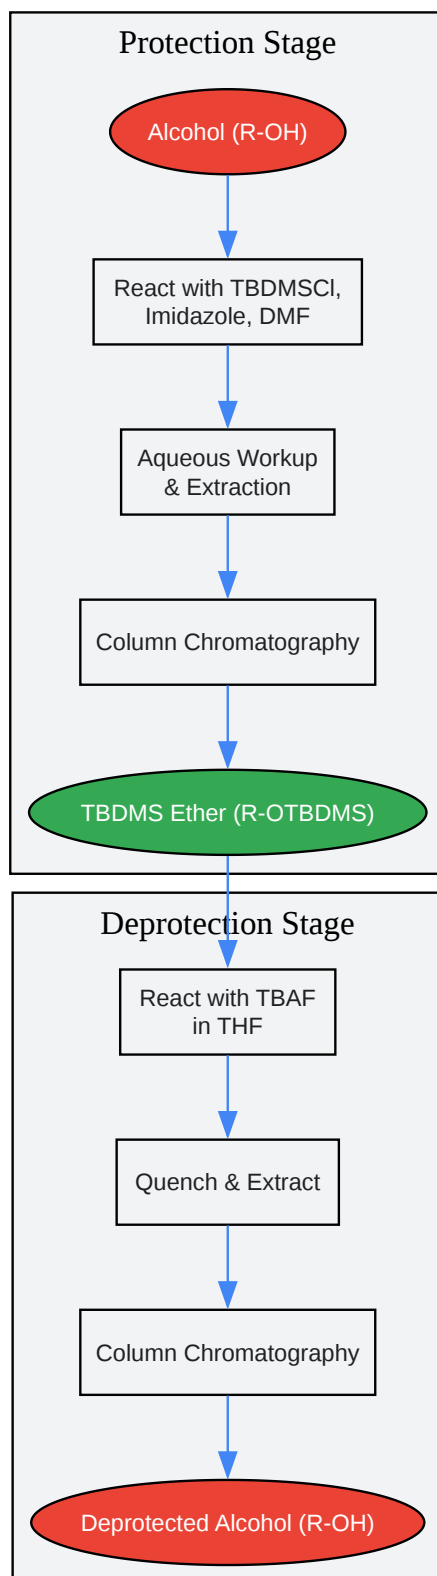 Protection Stage
Alcohol (R-OH)
React with TBDMSCl,
Imidazole, DMF
Aqueous Workup
& Extraction
Column Chromatography
TBDMS Ether (R-OTBDMS)
Deprotection Stage
React with TBAF
in THF
Quench & Extract
Column Chromatography
Deprotected Alcohol (R-OH)